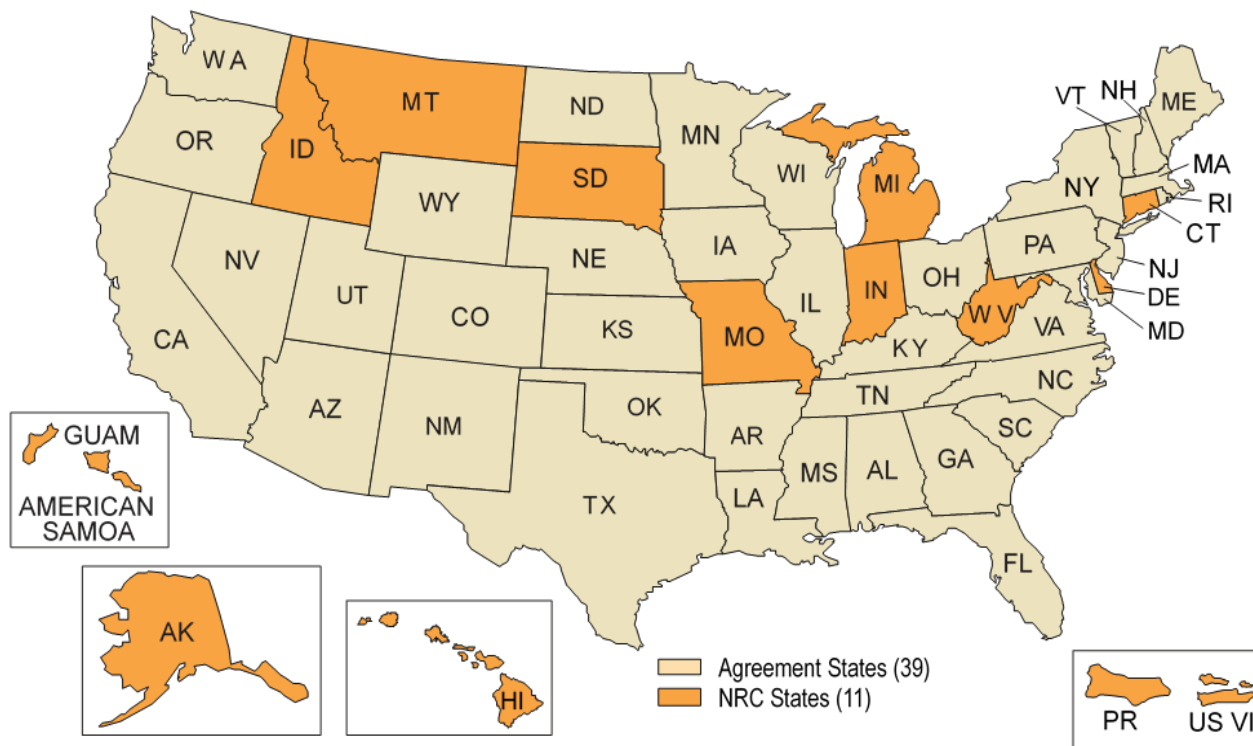 WA
MT
ND
MN
VT
NH
ME
OR
ID
SD
WI
MI
NY
MA
RI
CT
WY
IA
PA
NJ
DE
MD
NV
NE
UT
CO
IL
IN
OH
W V
VA
CA
KS
MO
KY
AZ
NM
OK
AR
TN
NC
SC
MS
AL
GA
TX
LA
FL
GUAM
AMERICAN
SAMOA
AK
HI
Agreement States (39)
NRC States (11)
PR
US VI